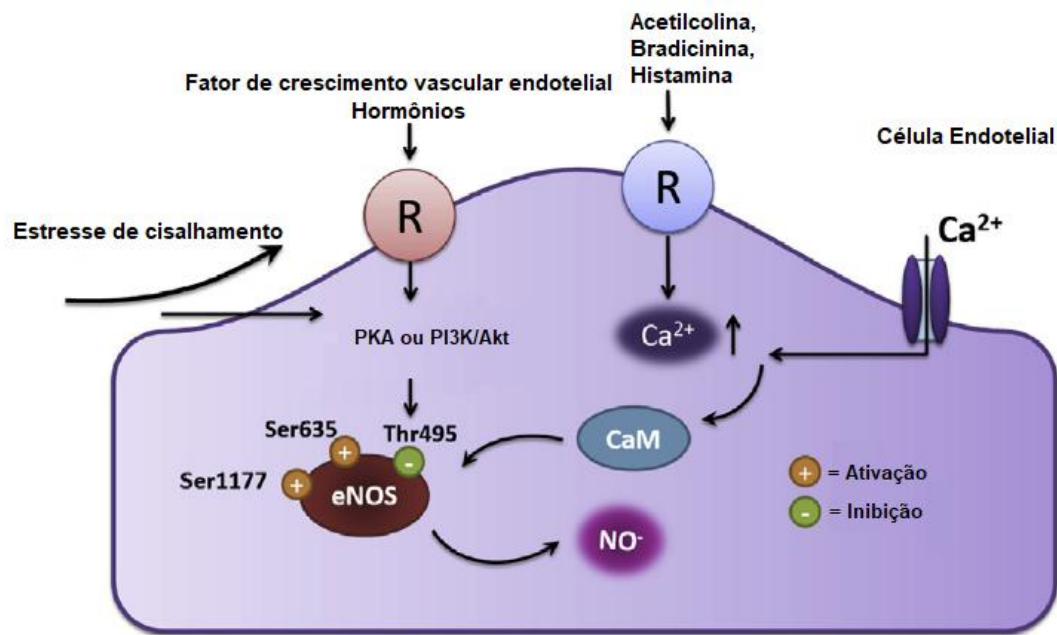 Acetilcolina,
Bradicinina,
Histamina
Fator de crescimento vascular endotelial
Hormônios
Célula Endotelial
R
R
Estresse de cisalhamento
Ca²⁺
PKA ou PI3K/Akt
Ca²⁺
Ser635
Thr495
CaM
Ser1177
+
-
+
eNOS
+ = Ativação
- = Inibição
NO-